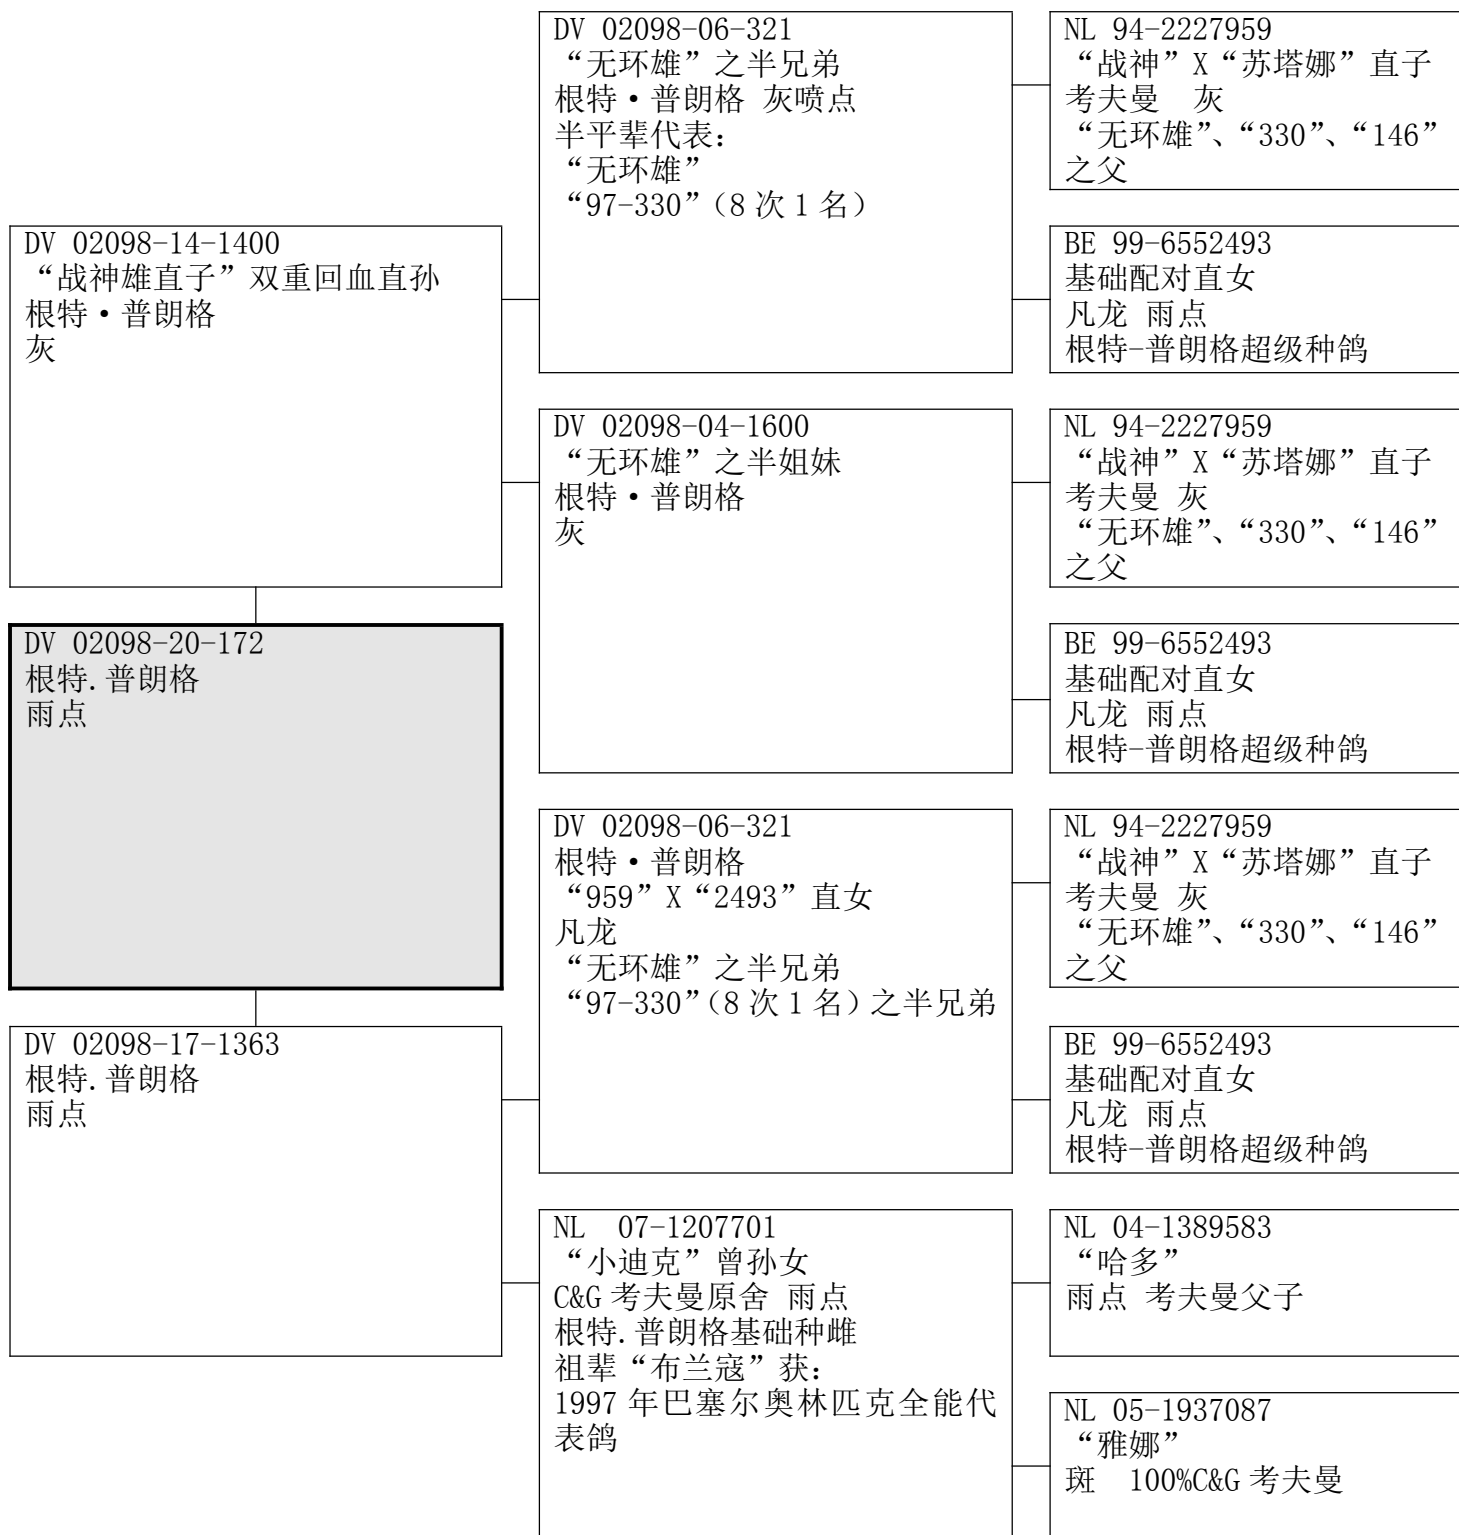 DV 02098-14-1400
“战神雄直子”双重回血直孙
根特·普朗格
灰
DV 02098-20-172
根特.普朗格
雨点
DV 02098-17-1363
根特.普朗格
雨点
DV 02098-06-321
“无环雄”之半兄弟
根特·普朗格 灰喷点
半平辈代表：
“无环雄”
“97-330”（8次1名）
DV 02098-04-1600
“无环雄”之半姐妹
根特·普朗格
灰
DV 02098-06-321
根特·普朗格
“959”X“2493”直女
凡龙
“无环雄”之半兄弟
“97-330”（8次1名）之半兄弟
NL 07-1207701
“小迪克”曾孙女
C&G考夫曼原舍 雨点
根特.普朗格基础种雌
祖辈“布兰寇”获：
1997年巴塞尔奥林匹克全能代
表鸽
NL 94-2227959
“战神”X“苏塔娜”直子
考夫曼 灰
“无环雄”、“330”、“146”
之父
BE 99-6552493
基础配对直女
凡龙 雨点
根特-普朗格超级种鸽
NL 94-2227959
“战神”X“苏塔娜”直子
考夫曼 灰
“无环雄”、“330”、“146”
之父
BE 99-6552493
基础配对直女
凡龙 雨点
根特-普朗格超级种鸽
NL 94-2227959
“战神”X“苏塔娜”直子
考夫曼 灰
“无环雄”、“330”、“146”
之父
BE 99-6552493
基础配对直女
凡龙 雨点
根特-普朗格超级种鸽
NL 04-1389583
“哈多”
雨点 考夫曼父子
NL 05-1937087
“雅娜”
斑 100%C&G考夫曼